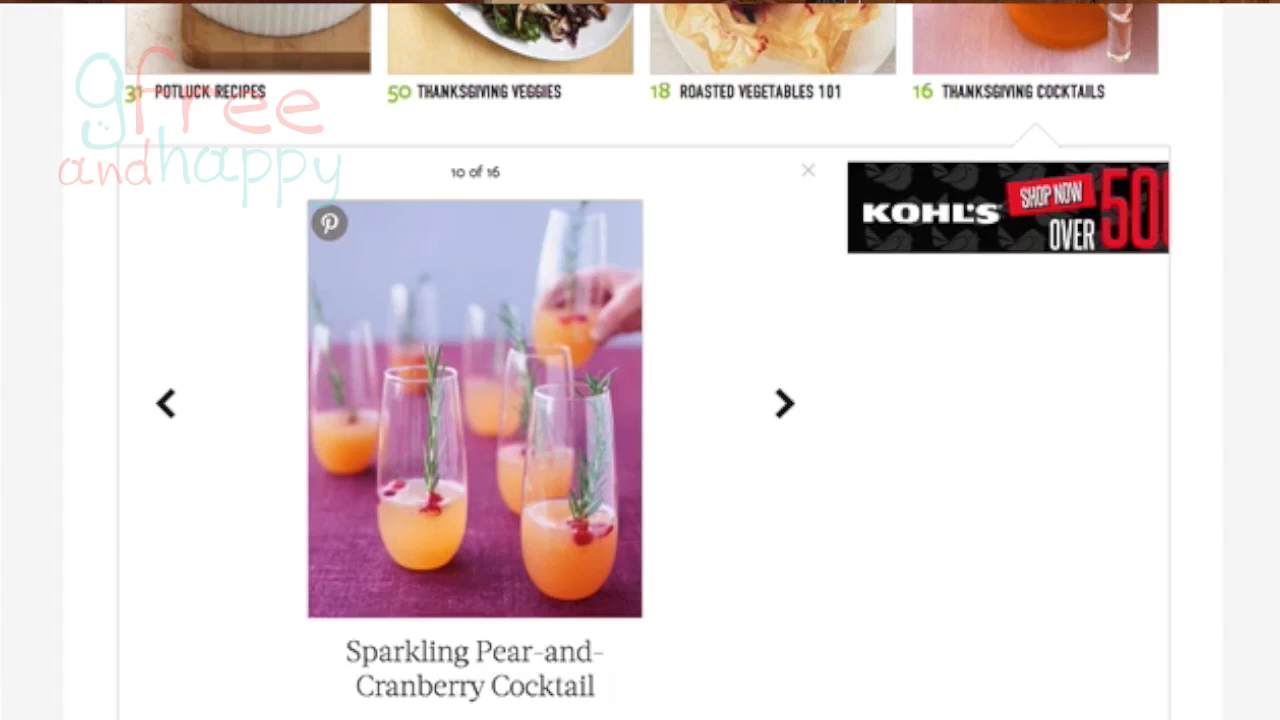 31 POTLUCK RECIPES
50 THANKSGIVING VEGGIES
18 ROASTED VEGETABLES 101
16 THANKSGIVING COCKTAILS
gfree
andhappy
10 of 16
KOHL'S
SHOP NOW
OVER 50
Sparkling Pear-and-
Cranberry Cocktail